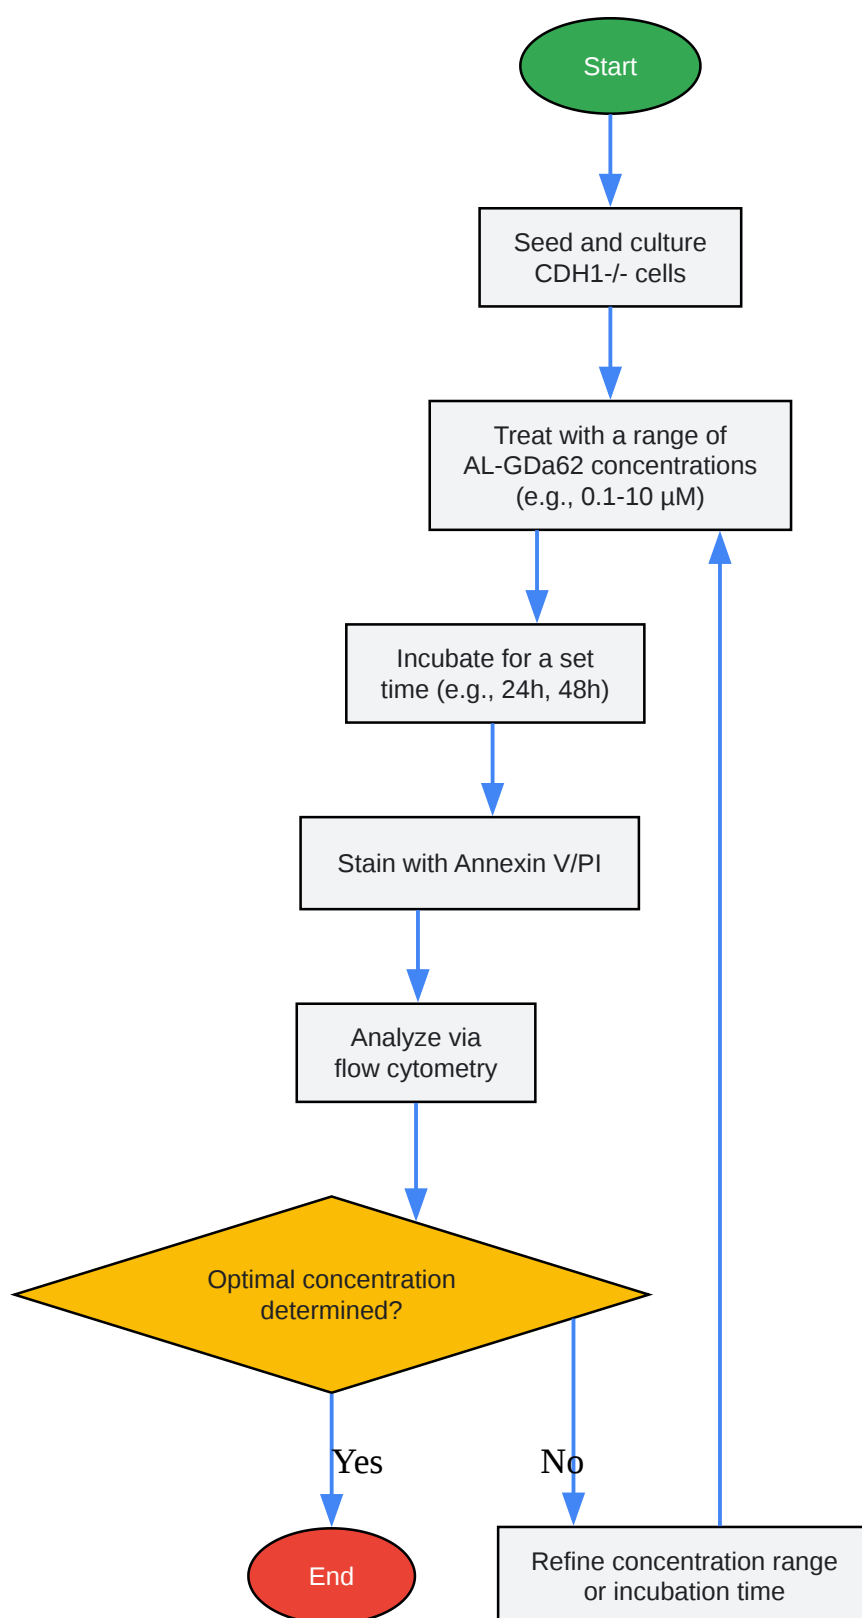 Start
Seed and culture
CDH1-/- cells
Treat with a range of
AL-GDa62 concentrations
(e.g., 0.1-10 µM)
Incubate for a set
time (e.g., 24h, 48h)
Stain with Annexin V/PI
Analyze via
flow cytometry
Optimal concentration
determined?
Yes
No
End
Refine concentration range
or incubation time